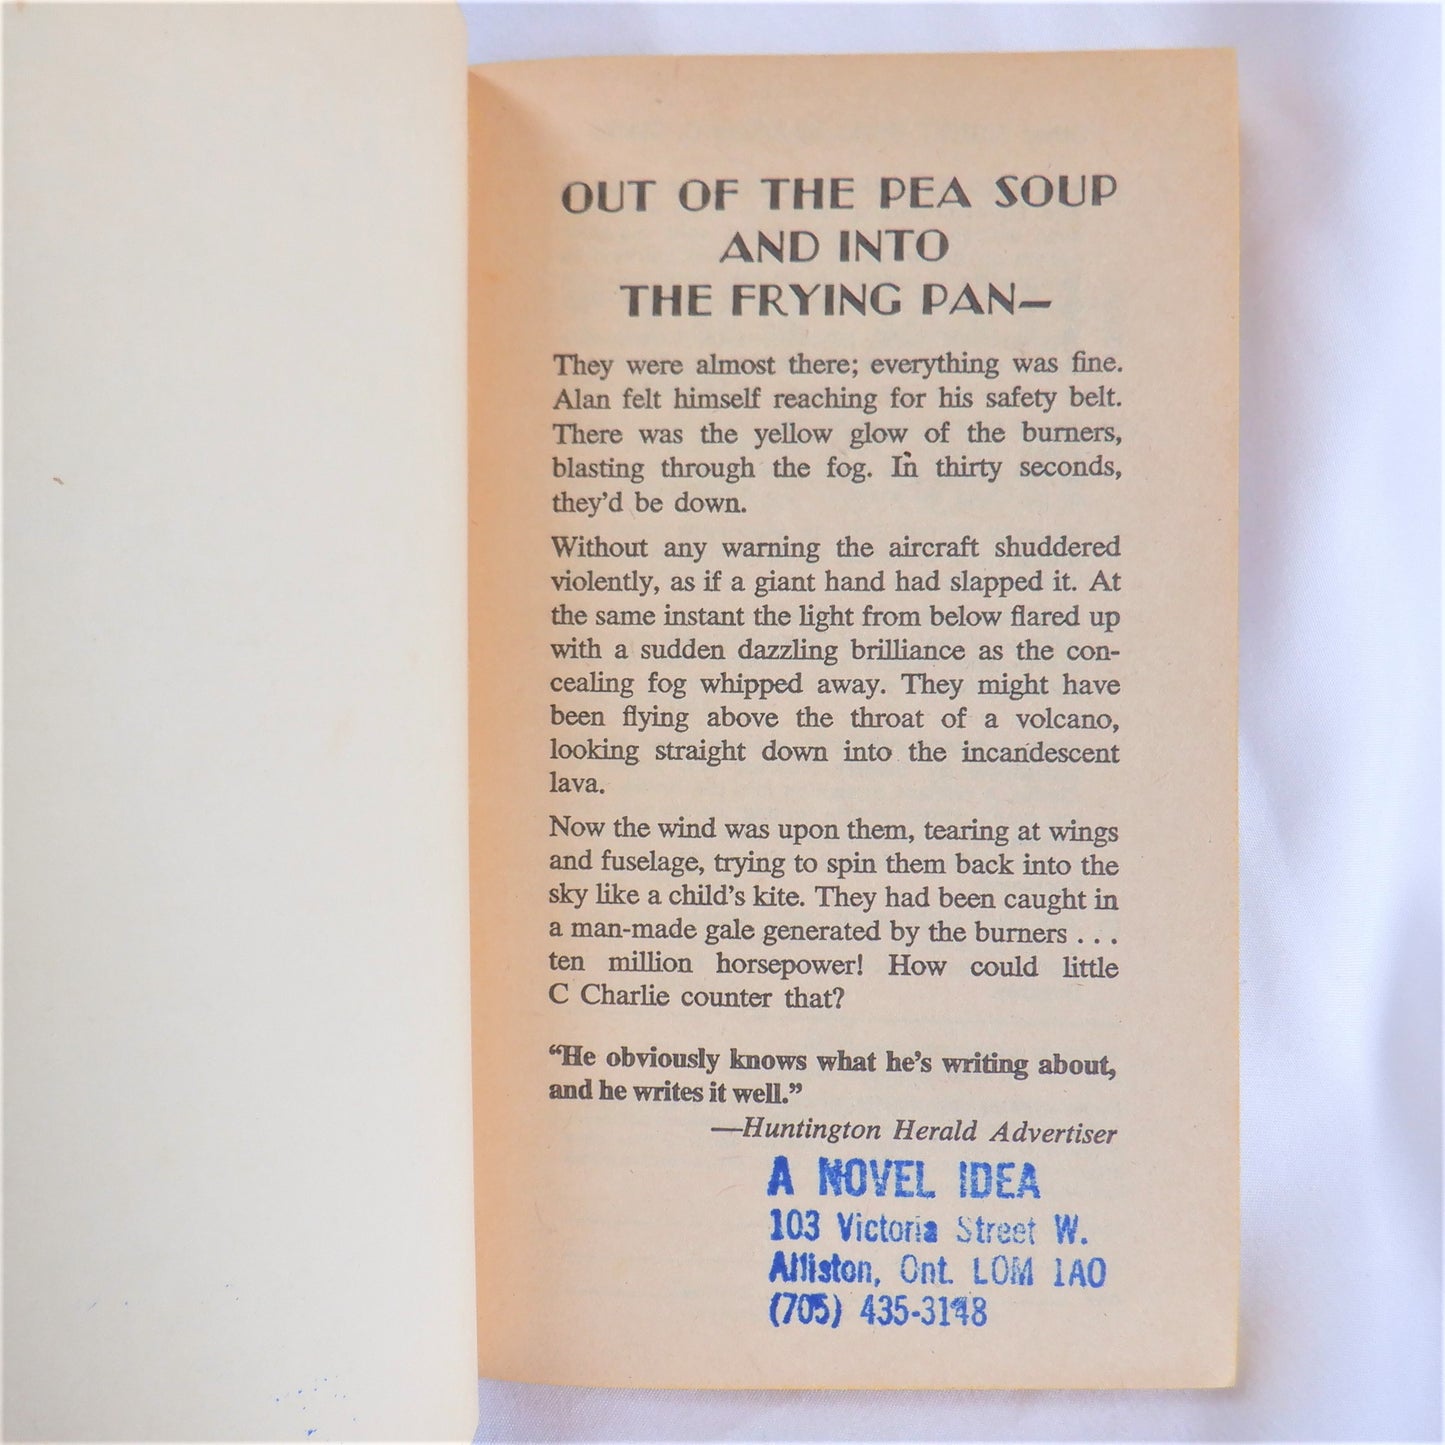 OUT OF THE PEA SOUP
AND INTO
THE FRYING PAN—
They were almost there; everything was fine.
Alan felt himself reaching for his safety belt.
There was the yellow glow of the burners,
blasting through the fog. In thirty seconds,
they'd be down.
Without any warning the aircraft shuddered
violently, as if a giant hand had slapped it. At
the same instant the light from below flared up
with a sudden dazzling brilliance as the con-
cealing fog whipped away. They might have
been flying above the throat of a volcano,
looking straight down into the incandescent
lava.
Now the wind was upon them, tearing at wings
and fuselage, trying to spin them back into the
sky like a child's kite. They had been caught in
a man-made gale generated by the burners . . .
ten million horsepower! How could little
C Charlie counter that?
“He obviously knows what he's writing about,
and he writes it well.”
—Huntington Herald Advertiser
A NOVEL IDEA
103 Victoria Street W.
Alliston, Ont. LOM 1AO
(705) 435-3148